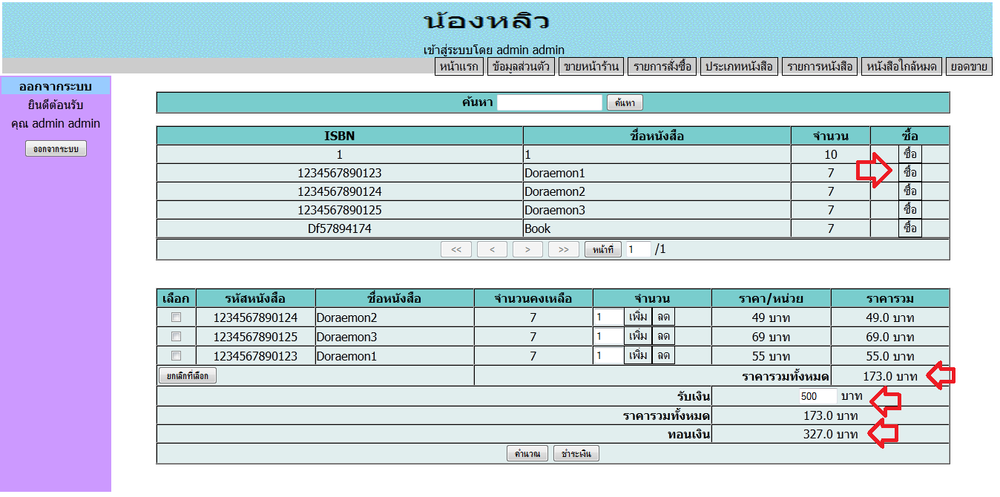 น้องหลิว
เข้าสู่ระบบโดย admin admin
หน้าแรก ข้อมูลส่วนตัว ขายหน้าร้าน รายการสั่งซื้อ ประเภทหนังสือ รายการหนังสือ หนังสือใกล้หมด ยอดขาย
ออกจากระบบ
ยินดีต้อนรับ
คุณ admin admin
ออกจากระบบ
ค้นหา ค้นหา
ISBN ชื่อหนังสือ จำนวน ซื้อ
1 1 10 ซื้อ
1234567890123 Doraemon1 7 ซื้อ
1234567890124 Doraemon2 7 ซื้อ
1234567890125 Doraemon3 7 ซื้อ
Df57894174 Book 7 ซื้อ
<< < > >> หน้าที่ 1 /1
เลือก รหัสหนังสือ ชื่อหนังสือ จำนวนคงเหลือ จำนวน ราคา/หน่วย ราคารวม
1234567890124 Doraemon2 7 1 เพิ่ม ลด 49 บาท 49.0 บาท
1234567890125 Doraemon3 7 1 เพิ่ม ลด 69 บาท 69.0 บาท
1234567890123 Doraemon1 7 1 เพิ่ม ลด 55 บาท 55.0 บาท
ยกเลิกที่เลือก ราคารวมทั้งหมด 173.0 บาท
รับเงิน 500 บาท
ราคารวมทั้งหมด 173.0 บาท
ทอนเงิน 327.0 บาท
คำนวณ ชำระเงิน